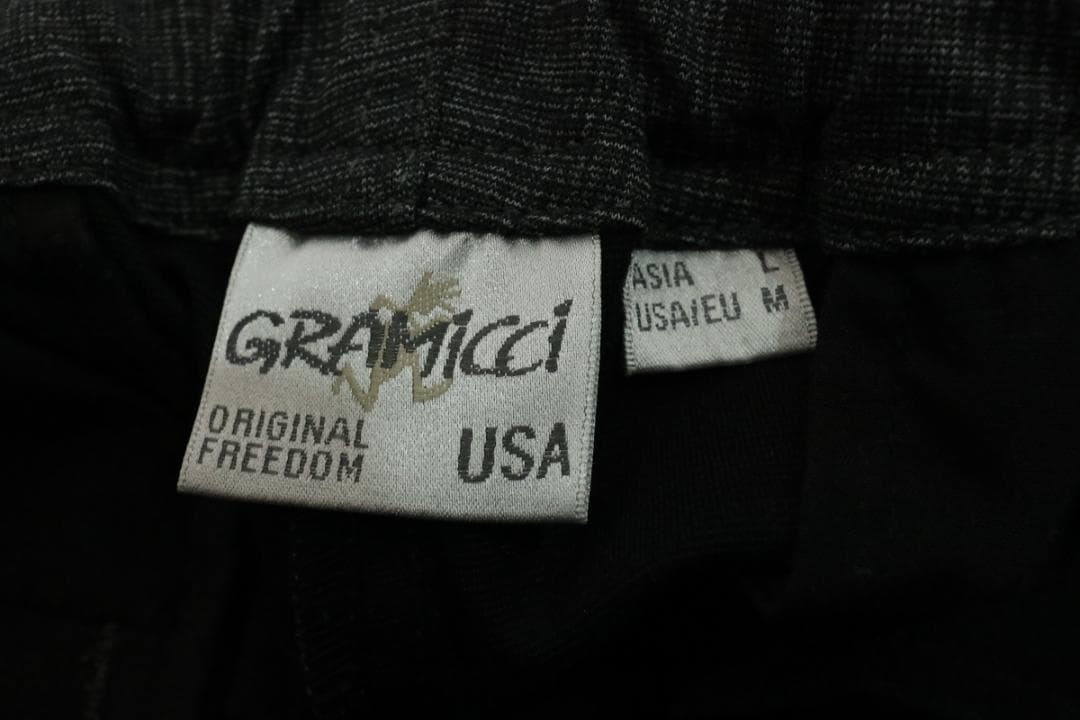 GRAMiCCi
ORIGINAL
FREEDOM
USA
ASIA L
USA/EU M